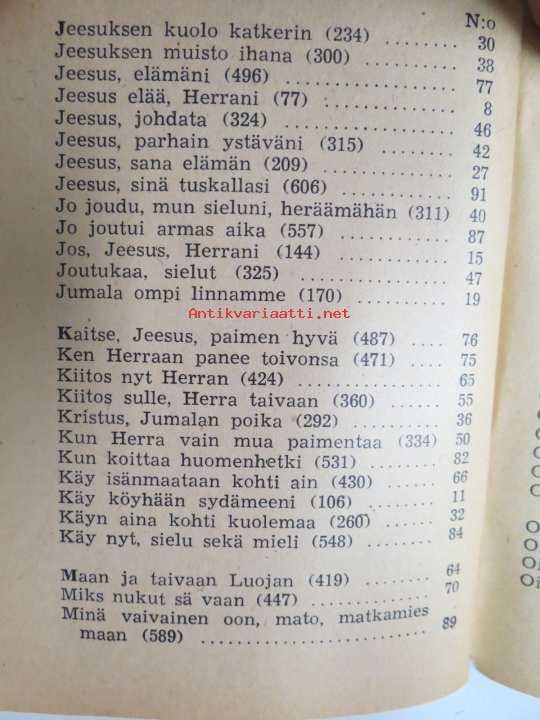 N:o
Jeesuksen kuolo katkerin (234) ........ 30
Jeesuksen muisto ihana (300) ........ 38
Jeesus, elämäni (496) ................ 77
Jeesus elää, Herrani (77) ............ 8
Jeesus, johdata (324) ................ 46
Jeesus, parhain ystäväni (315) ........ 42
Jeesus, sana elämän (209) ............ 27
Jeesus, sinä tuskallasi (606) .......... 91
Jo joudu, mun sieluni, heräämähän (311) 40
Jo joutui armas aika (557) ............ 87
Jos, Jeesus, Herrani (144) ............ 15
Joutukaa, sielut (325) ................ 47
Jumala ompi linnamme (170) .......... 19
Antikvariaatti.net
Kaitse, Jeesus, paimen hyvä (487) .... 76
Ken Herraan panee toivonsa (471) .... 75
Kiitos nyt Herran (424) .............. 65
Kiitos sulle, Herra taivaan (360) ...... 55
Kristus, Jumalan poika (292) .......... 36
Kun Herra vain mua paimentaa (334) 50
Kun koittaa huomenhetki (531) ........ 82
Käy isänmaataan kohti ain (430) ...... 66
Käy köyhään sydämeeni (106) ........ 11
Käyn aina kohti kuolemaa (260) ...... 32
Käy nyt, sielu sekä mieli (548) ........ 84
Maan ja taivaan Luojan (419) ........ 64
Miks nukut sä vaan (447) ............ 70
Minä vaivainen oon, mato, matkamies
maan (589) .................... 89